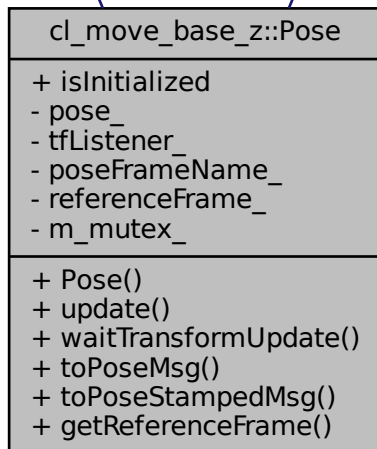 cl_move_base_z::Pose
+ isInitialized
- pose_
- tfListener_
- poseFrameName_
- referenceFrame_
- m_mutex_
+ Pose()
+ update()
+ waitTransformUpdate()
+ toPoseMsg()
+ toPoseStampedMsg()
+ getReferenceFrame()